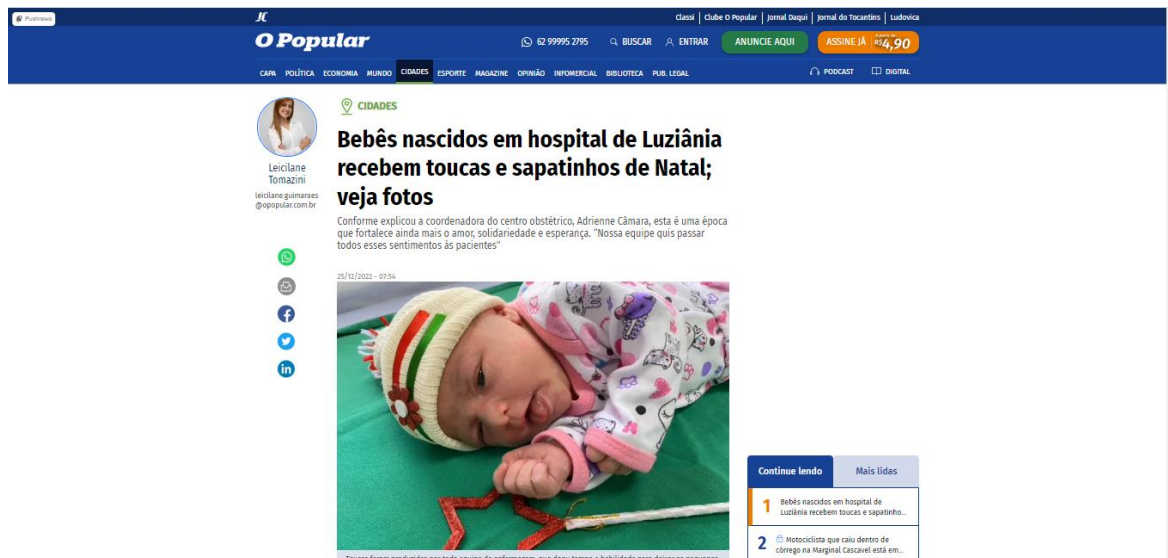 Pushnews
JC
Classi | Clube O Popular | Jornal Daqui | Jornal do Tocantins | Ludovica
O Popular
62 99995 2795
BUSCAR
ENTRAR
ANUNCIE AQUI
ASSINE JÁ
A partir de
R$4,90
CAPA POLÍTICA ECONOMIA MUNDO CIDADES ESPORTE MAGAZINE OPINIÃO INFOMERCIAL BIBLIOTECA PUB. LEGAL
PODCAST
DIGITAL
Leicilane
Tomazini
leicilane.guimaraes
@opopular.com.br
CIDADES
Bebês nascidos em hospital de Luziânia
recebem toucas e sapatinhos de Natal;
veja fotos
Conforme explicou a coordenadora do centro obstétrico, Adrienne Câmara, esta é uma época
que fortalece ainda mais o amor, solidariedade e esperança. “Nossa equipe quis passar
todos esses sentimentos às pacientes”
25/12/2022 - 07:54
in
Continue lendo
Mais lidas
1
Bebês nascidos em hospital de
Luziânia recebem toucas e sapatinho...
2
Motociclista que caiu dentro de
córrego na Marginal Cascavel está em...